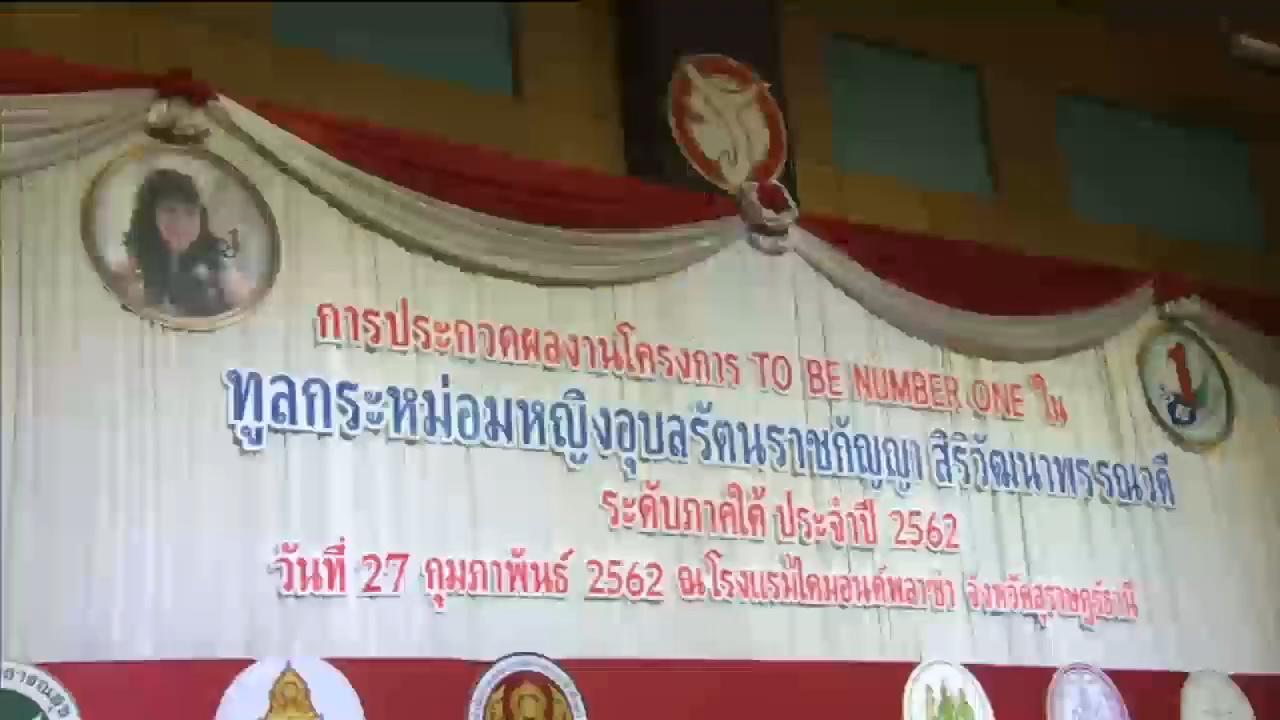 การประกวดผลงานโครงการ TO BE NUMBER ONE ใน
ทูลกระหม่อมหญิงอุบลรัตนราชกัญญา สิริวัฒนาพรรณวดี
ระดับภาคใต้ ประจำปี 2562
วันที่ 27 กุมภาพันธ์ 2562 ณ โรงแรมไดมอนด์พลาซ่า จังหวัดสุราษฎร์ธานี
1